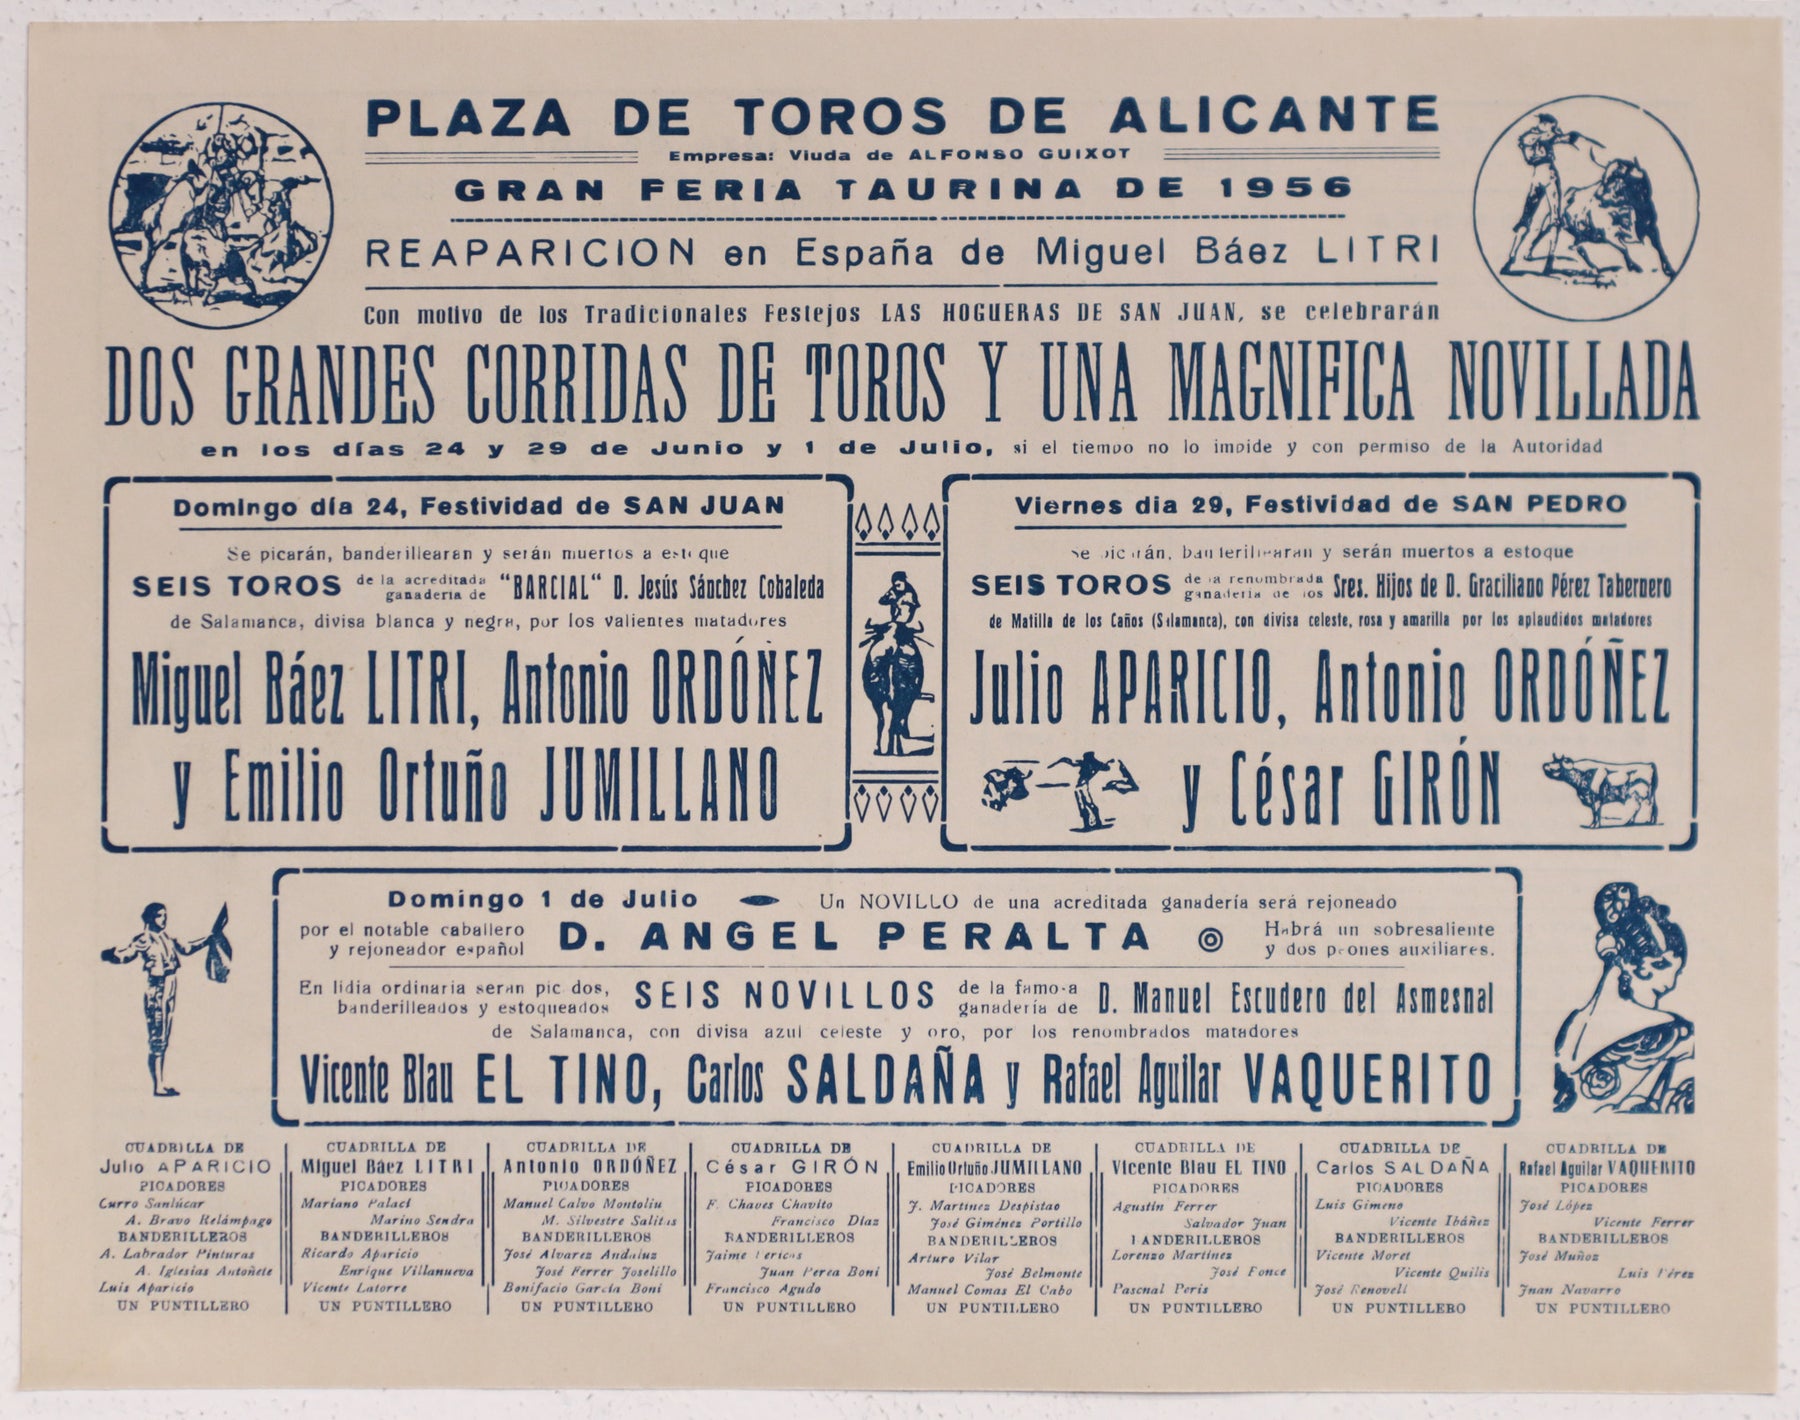 PLAZA DE TOROS DE ALICANTE
Empresa: Viuda de ALFONSO GUIXOT
GRAN FERIA TAURINA DE 1956
REAPARICION en España de Miguel Báez LITRI
Con motivo de los Tradicionales Festejos LAS HOGUERAS DE SAN JUAN, se celebrarán
DOS GRANDES CORRIDAS DE TOROS Y UNA MAGNIFICA NOVILLADA
en los días 24 y 29 de Junio y 1 de Julio, si el tiempo no lo impide y con permiso de la Autoridad
Domingo día 24, Festividad de SAN JUAN
Se picarán, banderillearan y serán muertos a estoque
SEIS TOROS de la acreditada ganadería de "BARCIAL" D. Jesús Sánchez Cobaleda
de Salamanca, divisa blanca y negra, por los valientes matadores
Miguel Báez LITRI, Antonio ORDÓÑEZ
y Emilio Ortuño JUMILLANO
Viernes dia 29, Festividad de SAN PEDRO
Se picarán, banderillearan y serán muertos a estoque
SEIS TOROS de la renombrada ganadería de los Sres. Hijos de D. Graciliano Pérez Tabernero
de Matilla de los Caños (Salamanca), con divisa celeste, rosa y amarilla por los aplaudidos matadores
Julio APARICIO, Antonio ORDÓÑEZ
y César GIRÓN
Domingo 1 de Julio Un NOVILLO de una acreditada ganadería será rejoneado
por el notable caballero
y rejoneador español
D. ANGEL PERALTA
Habrá un sobresaliente
y dos peones auxiliares.
En lidia ordinaria serán picados,
banderilleados y estoqueados
SEIS NOVILLOS
de la famosa
ganadería de
D. Manuel Escudero del Asmesnal
de Salamanca, con divisa azul celeste y oro, por los renombrados matadores
Vicente Blau EL TINO, Carlos SALDAÑA y Rafael Aguilar VAQUERITO
CUADRILLA DE
Julio APARICIO
PICADORES
Curro Sanlúcar
A. Bravo Relámpago
BANDERILLEROS
A. Labrador Pinturas
A. Iglesias Antoñete
Luis Aparicio
UN PUNTILLERO
CUADRILLA DE
Miguel Báez LITRI
PICADORES
Mariano Palaci
Marino Sendra
BANDERILLEROS
Ricardo Aparicio
Enrique Villanueva
Vicente Latorre
UN PUNTILLERO
CUADRILLA DE
Antonio ORDÓÑEZ
PICADORES
Manuel Calvo Montoliu
M. Silvestre Salitas
BANDERILLEROS
José Alvarez Andaluz
José Ferrer Joselillo
Bonifacio García Boni
UN PUNTILLERO
CUADRILLA DE
César GIRÓN
PICADORES
F. Chaves Chavito
Francisco Díaz
BANDERILLEROS
Jaime
Juan Perea Boni
Francisco Agudo
UN PUNTILLERO
CUADRILLA DE
Emilio Ortuño JUMILLANO
PICADORES
J. Martínez Despistao
José Giménez Portillo
BANDERILLEROS
Arturo Vilar
José Belmonte
Manuel Comas El Cabo
UN PUNTILLERO
CUADRILLA DE
Vicente Blau EL TINO
PICADORES
Agustín Ferrer
Salvador Juan
BANDERILLEROS
Lorenzo Martínez
José Ponce
Pascual Peris
UN PUNTILLERO
CUADRILLA DE
Carlos SALDAÑA
PICADORES
Luis Gimeno
Vicente Ibáñez
BANDERILLEROS
Vicente Moret
Vicente Quilis
José Renovell
UN PUNTILLERO
CUADRILLA DE
Rafael Aguilar VAQUERITO
PICADORES
José López
Vicente Ferrer
BANDERILLEROS
José Muñoz
Luis Pérez
Juan Navarro
UN PUNTILLERO